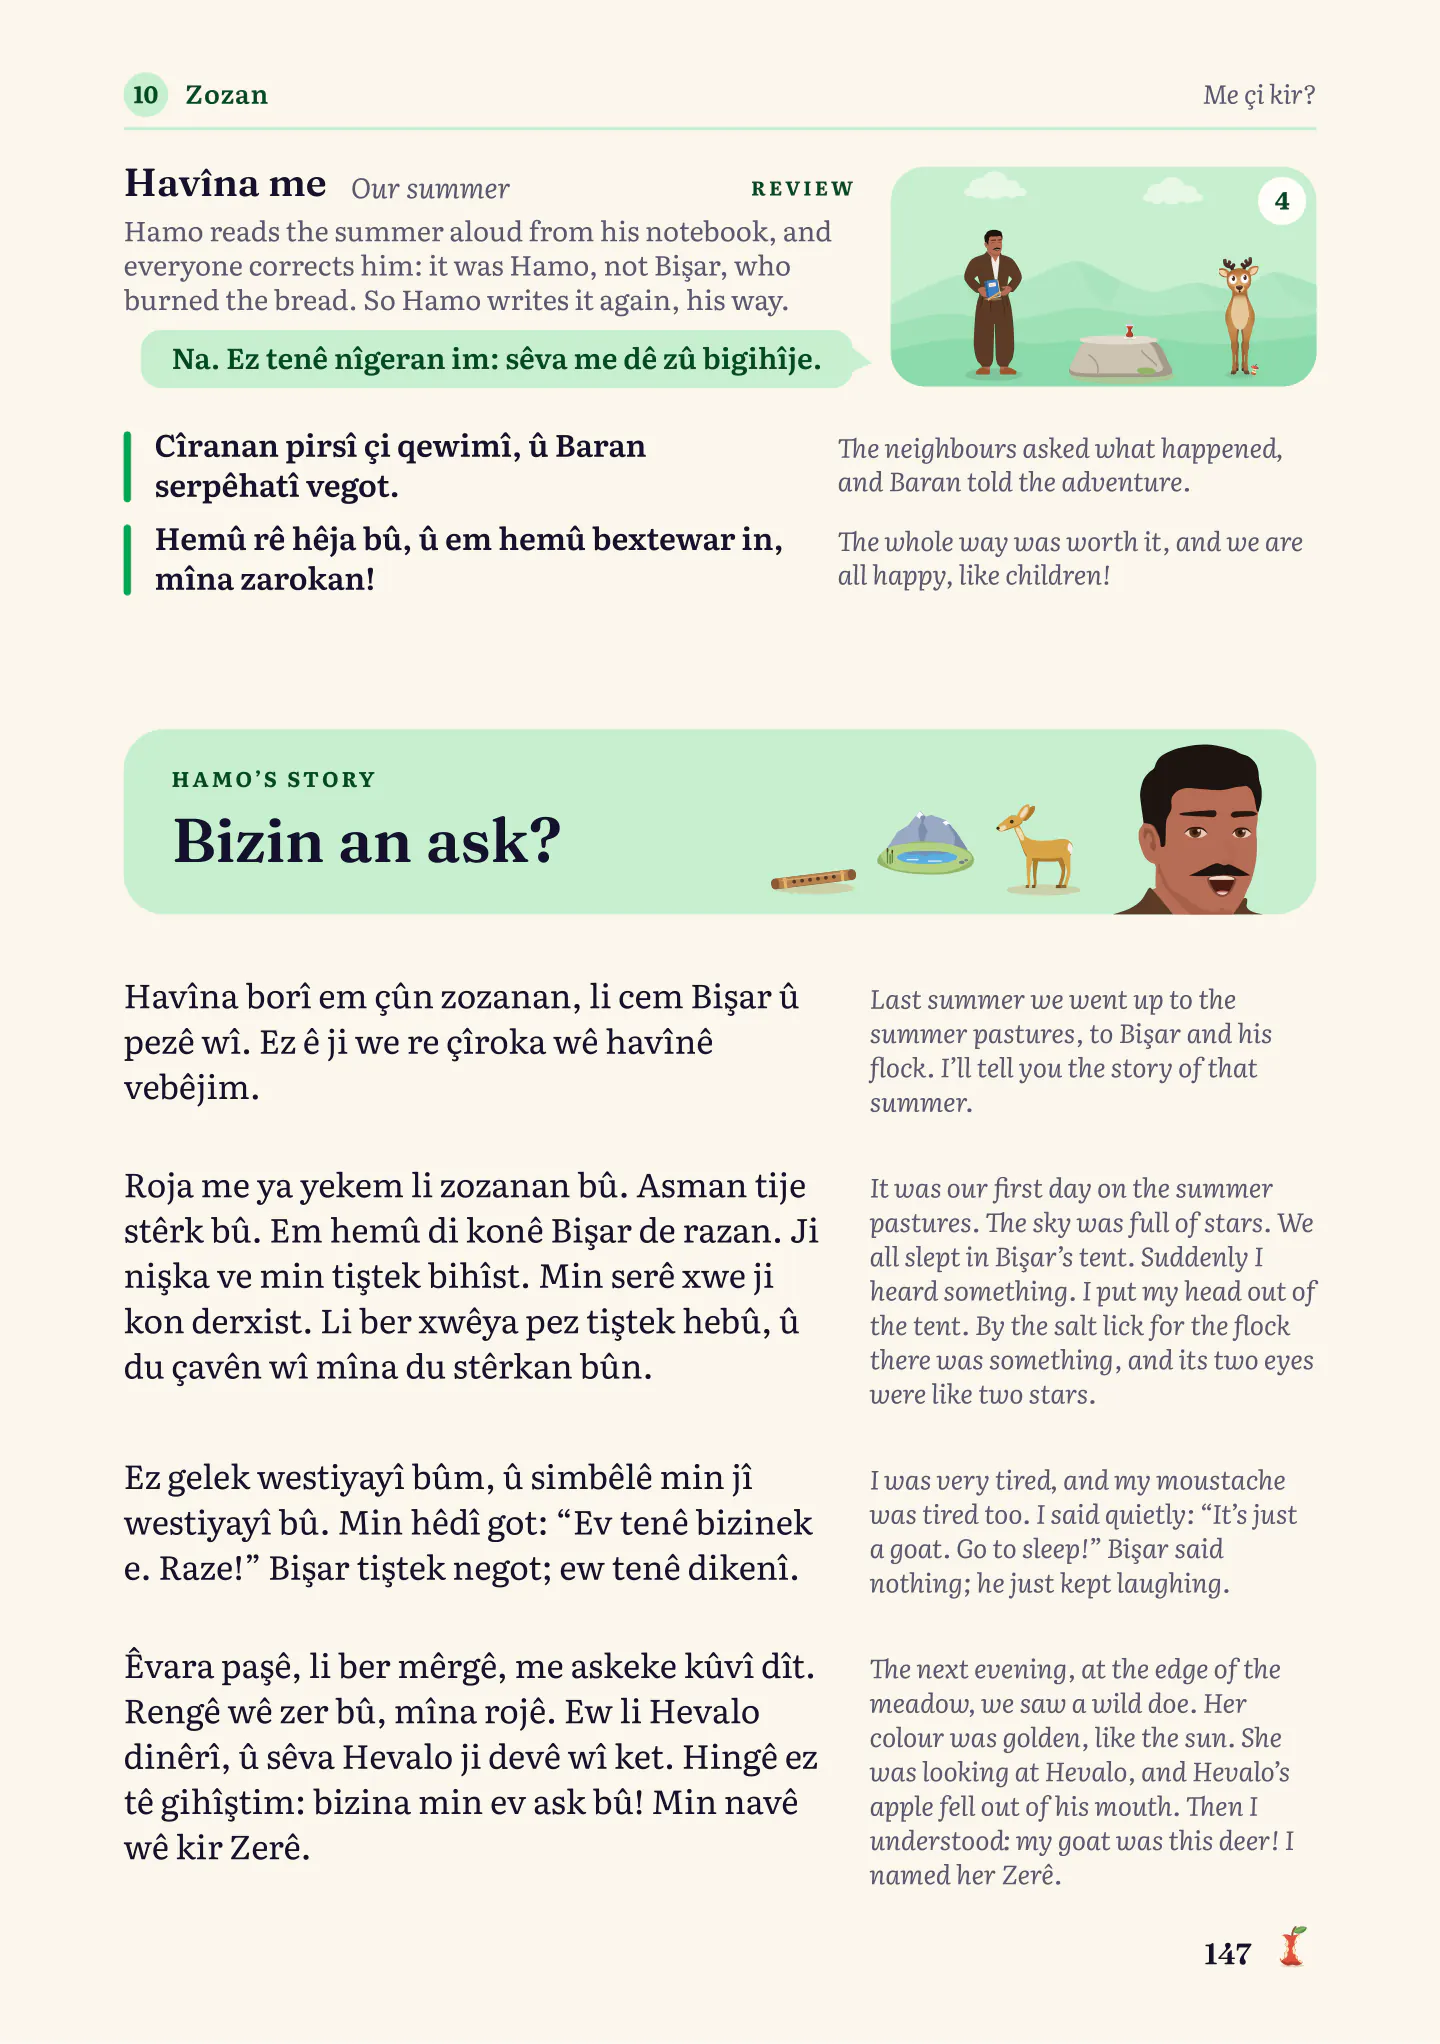 10 Zozan
Me çi kir?
Havîna me Our summer
REVIEW
Hamo reads the summer aloud from his notebook, and
everyone corrects him: it was Hamo, not Bişar, who
burned the bread. So Hamo writes it again, his way.
Na. Ez tenê nîgeran im: sêva me dê zû bigihîje.
4
Cîranan pirsî çi qewimî, û Baran
serpêhatî vegot.
The neighbours asked what happened,
and Baran told the adventure.
Hemû rê hêja bû, û em hemû bextewar in,
mîna zarokan!
The whole way was worth it, and we are
all happy, like children!
HAMO’S STORY
Bizin an ask?
Havîna borî em çûn zozanan, li cem Bişar û
pezê wî. Ez ê ji we re çîroka wê havînê
vebêjim.
Last summer we went up to the
summer pastures, to Bişar and his
flock. I’ll tell you the story of that
summer.
Roja me ya yekem li zozanan bû. Asman tije
stêrk bû. Em hemû di konê Bişar de razan. Ji
nişka ve min tiştek bihîst. Min serê xwe ji
kon derxist. Li ber xwêya pez tiştek hebû, û
du çavên wî mîna du stêrkan bûn.
It was our first day on the summer
pastures. The sky was full of stars. We
all slept in Bişar’s tent. Suddenly I
heard something. I put my head out of
the tent. By the salt lick for the flock
there was something, and its two eyes
were like two stars.
Ez gelek westiyayî bûm, û simbêlê min jî
westiyayî bû. Min hêdî got: “Ev tenê bizinek
e. Raze!” Bişar tiştek negot; ew tenê dikenî.
I was very tired, and my moustache
was tired too. I said quietly: “It’s just
a goat. Go to sleep!” Bişar said
nothing; he just kept laughing.
Êvara paşê, li ber mêrgê, me askeke kûvî dît.
Rengê wê zer bû, mîna rojê. Ew li Hevalo
dinêrî, û sêva Hevalo ji devê wî ket. Hingê ez
tê gihîştim: bizina min ev ask bû! Min navê
wê kir Zerê.
The next evening, at the edge of the
meadow, we saw a wild doe. Her
colour was golden, like the sun. She
was looking at Hevalo, and Hevalo’s
apple fell out of his mouth. Then I
understood: my goat was this deer! I
named her Zerê.
147